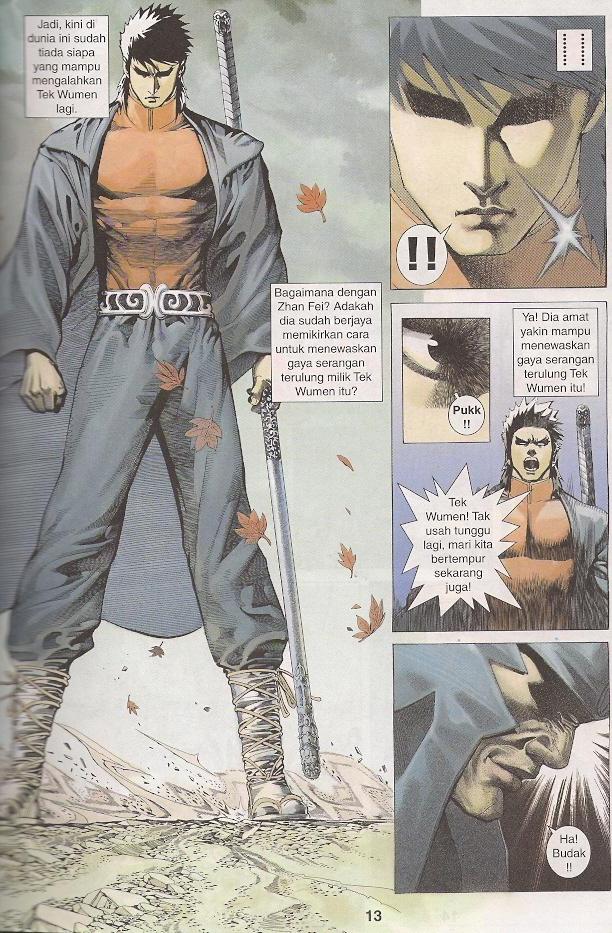 Jadi, kini di
dunia ini sudah
tiada siapa
yang mampu
mengalahkan
Tek Wumen
lagi.
Bagaimana dengan
Zhan Fei? Adakah
dia sudah berjaya
memikirkan cara
untuk menewaskan
gaya serangan
terulung milik Tek
Wumen itu?
!!
Ya! Dia amat
yakin mampu
menewaskan
gaya serangan
terulung Tek
Wumen itu!
Pukk
!!
Tek
Wumen! Tak
usah tunggu
lagi, mari kita
bertempur
sekarang
juga!
Ha!
Budak
!!
13